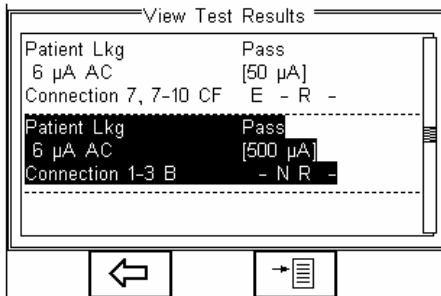 View Test Results
Patient Lkg Pass
6 µA AC [50 µA]
Connection 7, 7-10 CF E - R -
Patient Lkg Pass
6 µA AC [500 µA]
Connection 1-3 B - N R -